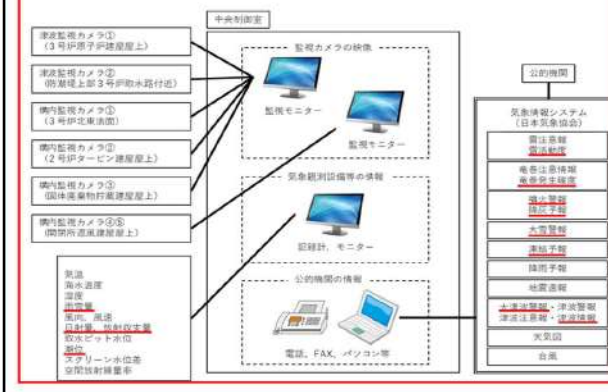 中央制御室
津波監視カメラ①
(3号炉原子炉建屋屋上)
津波監視カメラ②
(防潮堤上部3号炉取水路付近)
構内監視カメラ①
(3号炉北東法面)
構内監視カメラ②
(2号炉タービン建屋屋上)
構内監視カメラ③
(固体廃棄物貯蔵建屋屋上)
構内監視カメラ④⑤
(開閉所遮風建屋屋上)
気温
海水温度
湿度
雨雪量
風向、風速
日射量、放射収支量
取水ピット水位
潮位
スクリーン水位差
空間放射線量率
監視カメラの映像
監視モニター
監視モニター
気象観測設備等の情報
記録計、モニター
公的機関の情報
電話、FAX、パソコン等
公的機関
気象情報システム
(日本気象協会)
雷注意報
雷活動度
竜巻注意情報
竜巻発生確度
噴火警報
降灰予報
大雪警報
凍結予報
降雨予報
地震速報
大津波警報・津波警報
津波注意報・津波情報
天気図
台風